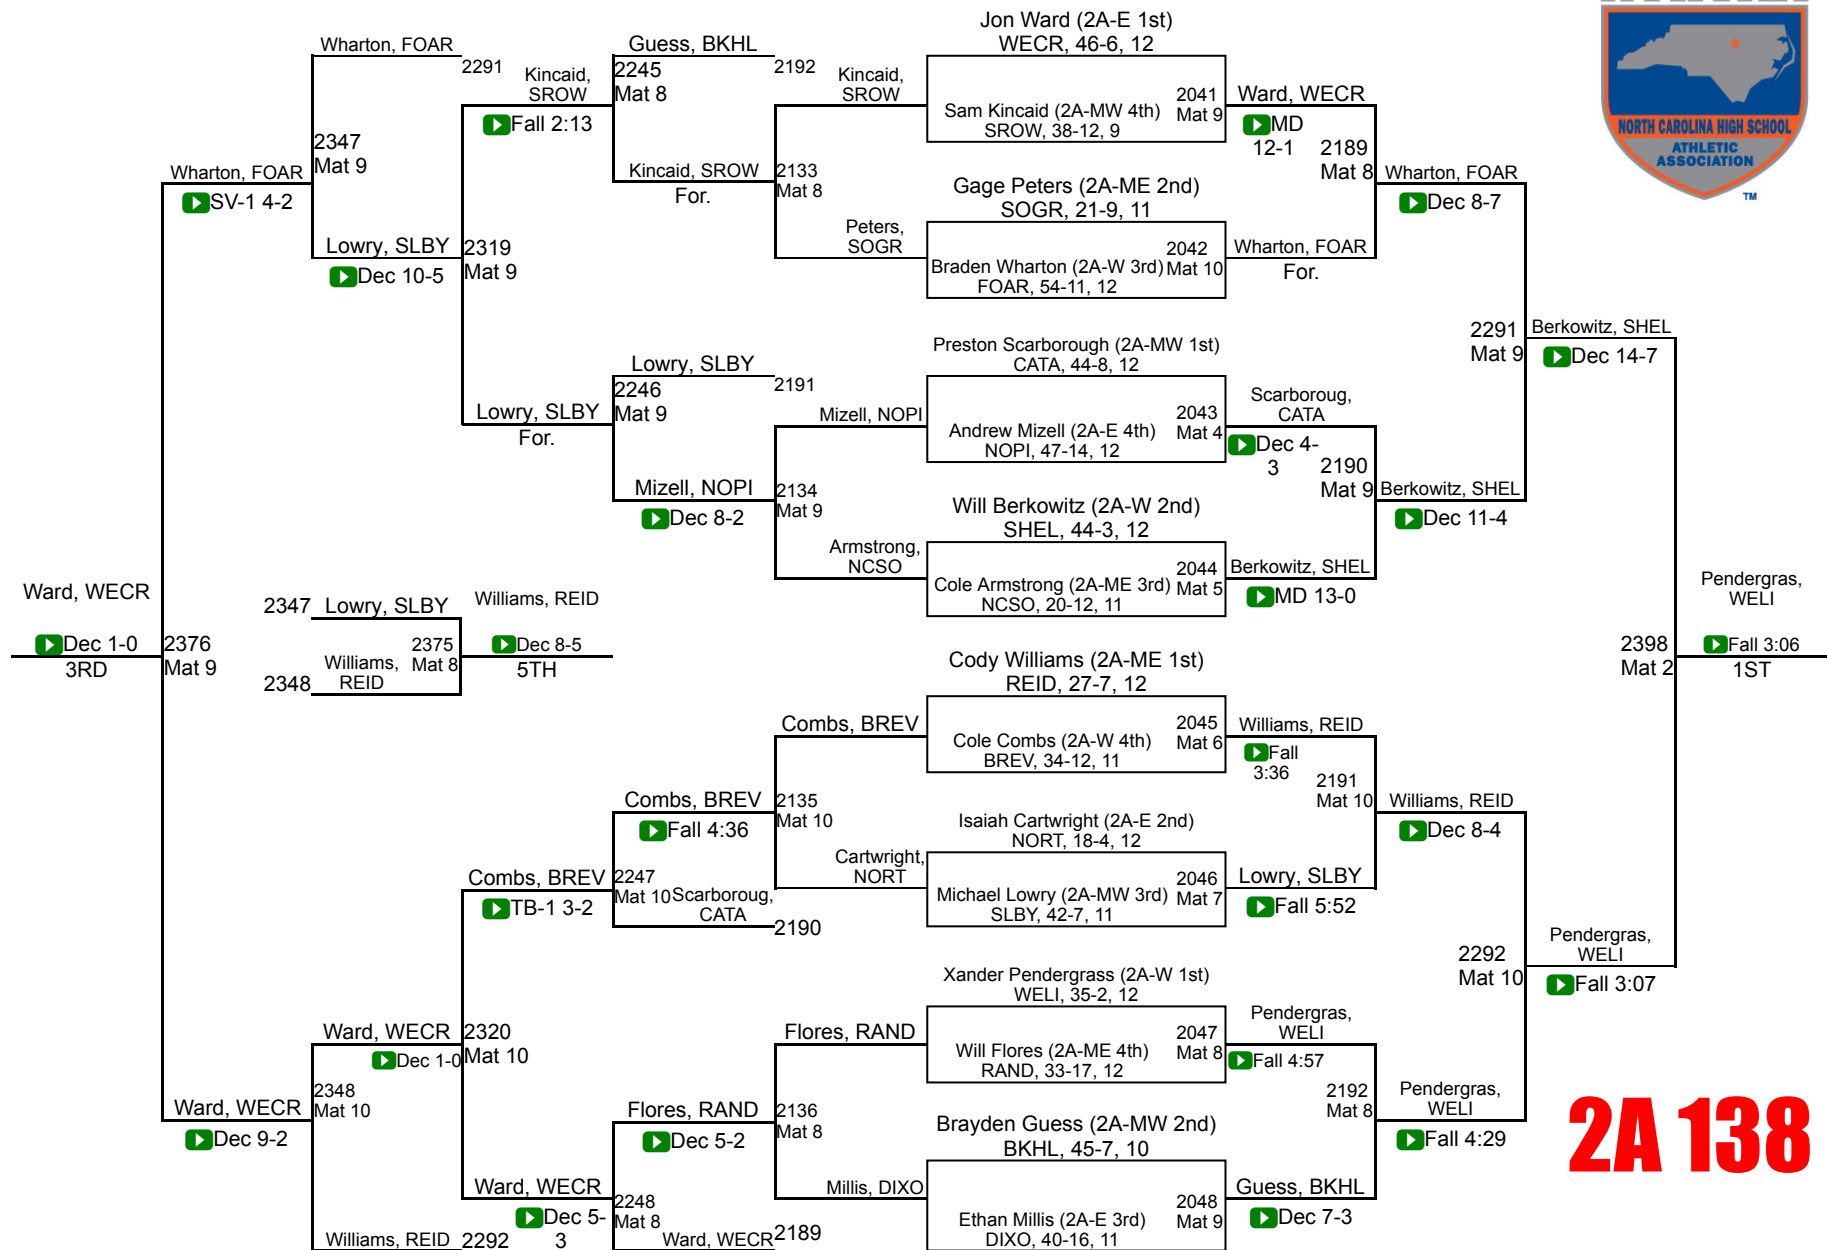 NORTH CAROLINA HIGH SCHOOL
ATHLETIC
ASSOCIATION
TM
Jon Ward (2A-E 1st)
WECR, 46-6, 12
Sam Kincaid (2A-MW 4th)
SROW, 38-12, 9
2041
Mat 9
Gage Peters (2A-ME 2nd)
SOGR, 21-9, 11
Braden Wharton (2A-W 3rd)
FOAR, 54-11, 12
2042
Mat 10
Preston Scarborough (2A-MW 1st)
CATA, 44-8, 12
Andrew Mizell (2A-E 4th)
NOPI, 47-14, 12
2043
Mat 4
Will Berkowitz (2A-W 2nd)
SHEL, 44-3, 12
Cole Armstrong (2A-ME 3rd)
NCSO, 20-12, 11
2044
Mat 5
Cody Williams (2A-ME 1st)
REID, 27-7, 12
Cole Combs (2A-W 4th)
BREV, 34-12, 11
2045
Mat 6
Isaiah Cartwright (2A-E 2nd)
NORT, 18-4, 12
Michael Lowry (2A-MW 3rd)
SLBY, 42-7, 11
2046
Mat 7
Xander Pendergrass (2A-W 1st)
WELI, 35-2, 12
Will Flores (2A-ME 4th)
RAND, 33-17, 12
2047
Mat 8
Brayden Guess (2A-MW 2nd)
BKHL, 45-7, 10
Ethan Millis (2A-E 3rd)
DIXO, 40-16, 11
2048
Mat 9
Ward, WECR
MD
12-1
2189
Mat 8
Wharton, FOAR
For.
Scarboroug,
CATA
Dec 4-
3
2190
Mat 9
Berkowitz, SHEL
MD 13-0
Williams, REID
Fall
3:36
2191
Mat 10
Lowry, SLBY
Fall 5:52
Pendergras,
WELI
Fall 4:57
2192
Mat 8
Guess, BKHL
Dec 7-3
Wharton, FOAR
Dec 8-7
2291
Mat 9
Berkowitz, SHEL
Dec 11-4
Williams, REID
Dec 8-4
2292
Mat 10
Pendergras,
WELI
Fall 4:29
Berkowitz, SHEL
Dec 14-7
2398
Mat 2
Pendergras,
WELI
Fall 3:07
Pendergras,
WELI
Fall 3:06
1ST
Kincaid,
SROW
2133
Mat 8
Peters,
SOGR
Mizell, NOPI
2134
Mat 9
Armstrong,
NCSO
Combs, BREV
2135
Mat 10
Cartwright,
NORT
Flores, RAND
2136
Mat 8
Millis, DIXO
Guess, BKHL
2192
2245
Mat 8
Kincaid, SROW
For.
Lowry, SLBY
2191
2246
Mat 9
Mizell, NOPI
Dec 8-2
Combs, BREV
Fall 4:36
2247
Mat 10
Scarboroug,
CATA
2190
Flores, RAND
Dec 5-2
2248
Mat 8
Ward, WECR
2189
Kincaid,
SROW
Fall 2:13
2319
Mat 9
Lowry, SLBY
For.
Combs, BREV
TB-1 3-2
2320
Mat 10
Ward, WECR
Dec 5-
3
Wharton, FOAR
2291
2347
Mat 9
Lowry, SLBY
Dec 10-5
Ward, WECR
Dec 1-0
2348
Mat 10
Williams, REID
2292
Wharton, FOAR
SV-1 4-2
2376
Mat 9
Ward, WECR
Dec 9-2
Ward, WECR
Dec 1-0
3RD
2347
Lowry, SLBY
2375
Mat 8
Williams,
REID
2348
Williams, REID
Dec 8-5
5TH
2A 138